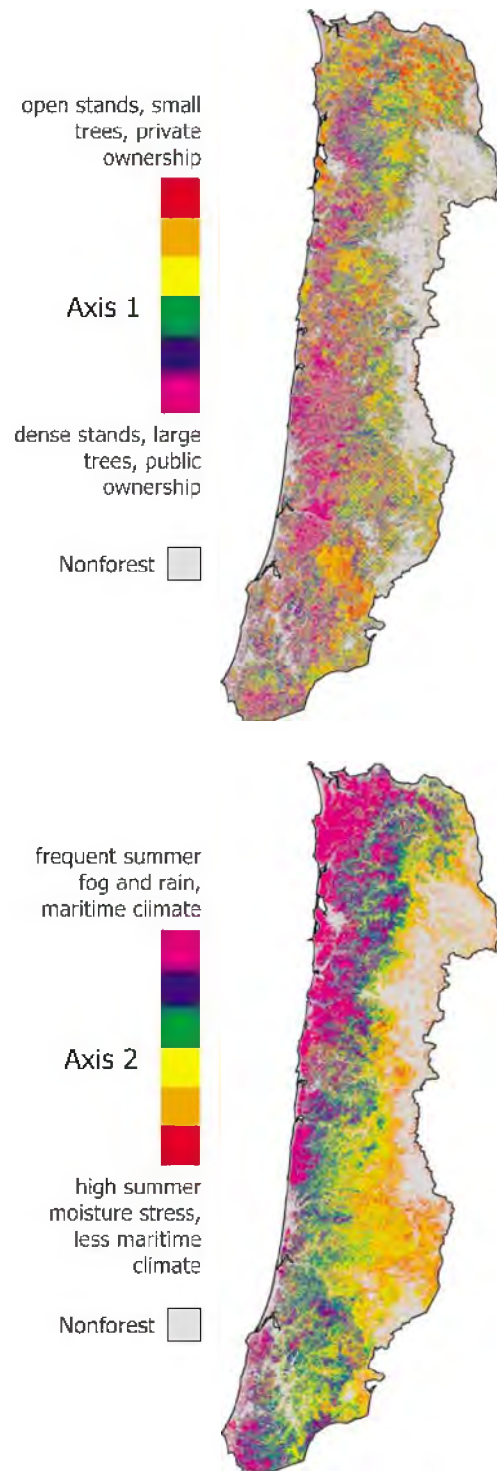 open stands, small
trees, private
ownership
Axis 1
dense stands, large
trees, public
ownership
Nonforest
frequent summer
fog and rain,
maritime climate
Axis 2
high summer
moisture stress,
less maritime
climate
Nonforest